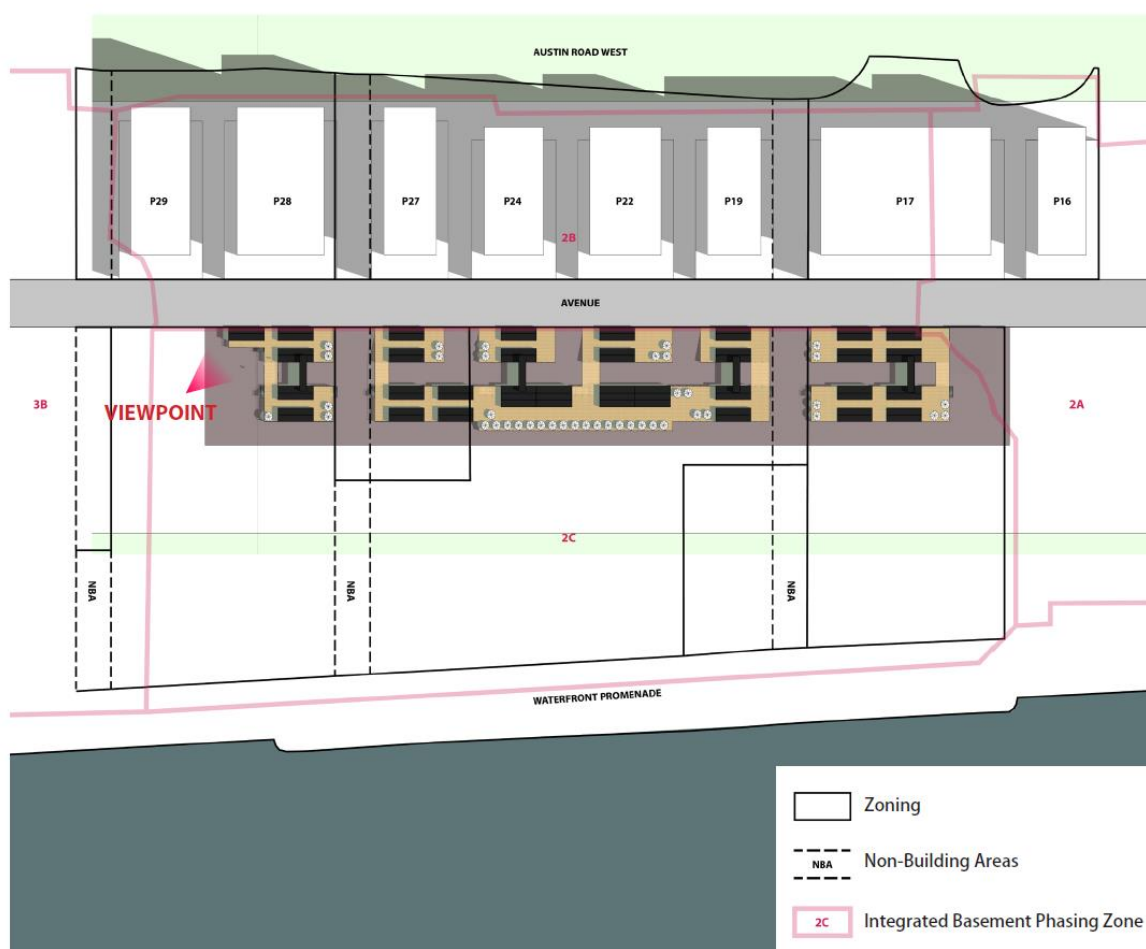 AUSTIN ROAD WEST
P29
P28
P27
P24
P22
P19
P17
P16
2B
AVENUE
VIEWPOINT
3B
2A
2C
NBA
NBA
NBA
WATERFRONT PROMENADE
Zoning
NBA
Non-Building Areas
2C
Integrated Basement Phasing Zone